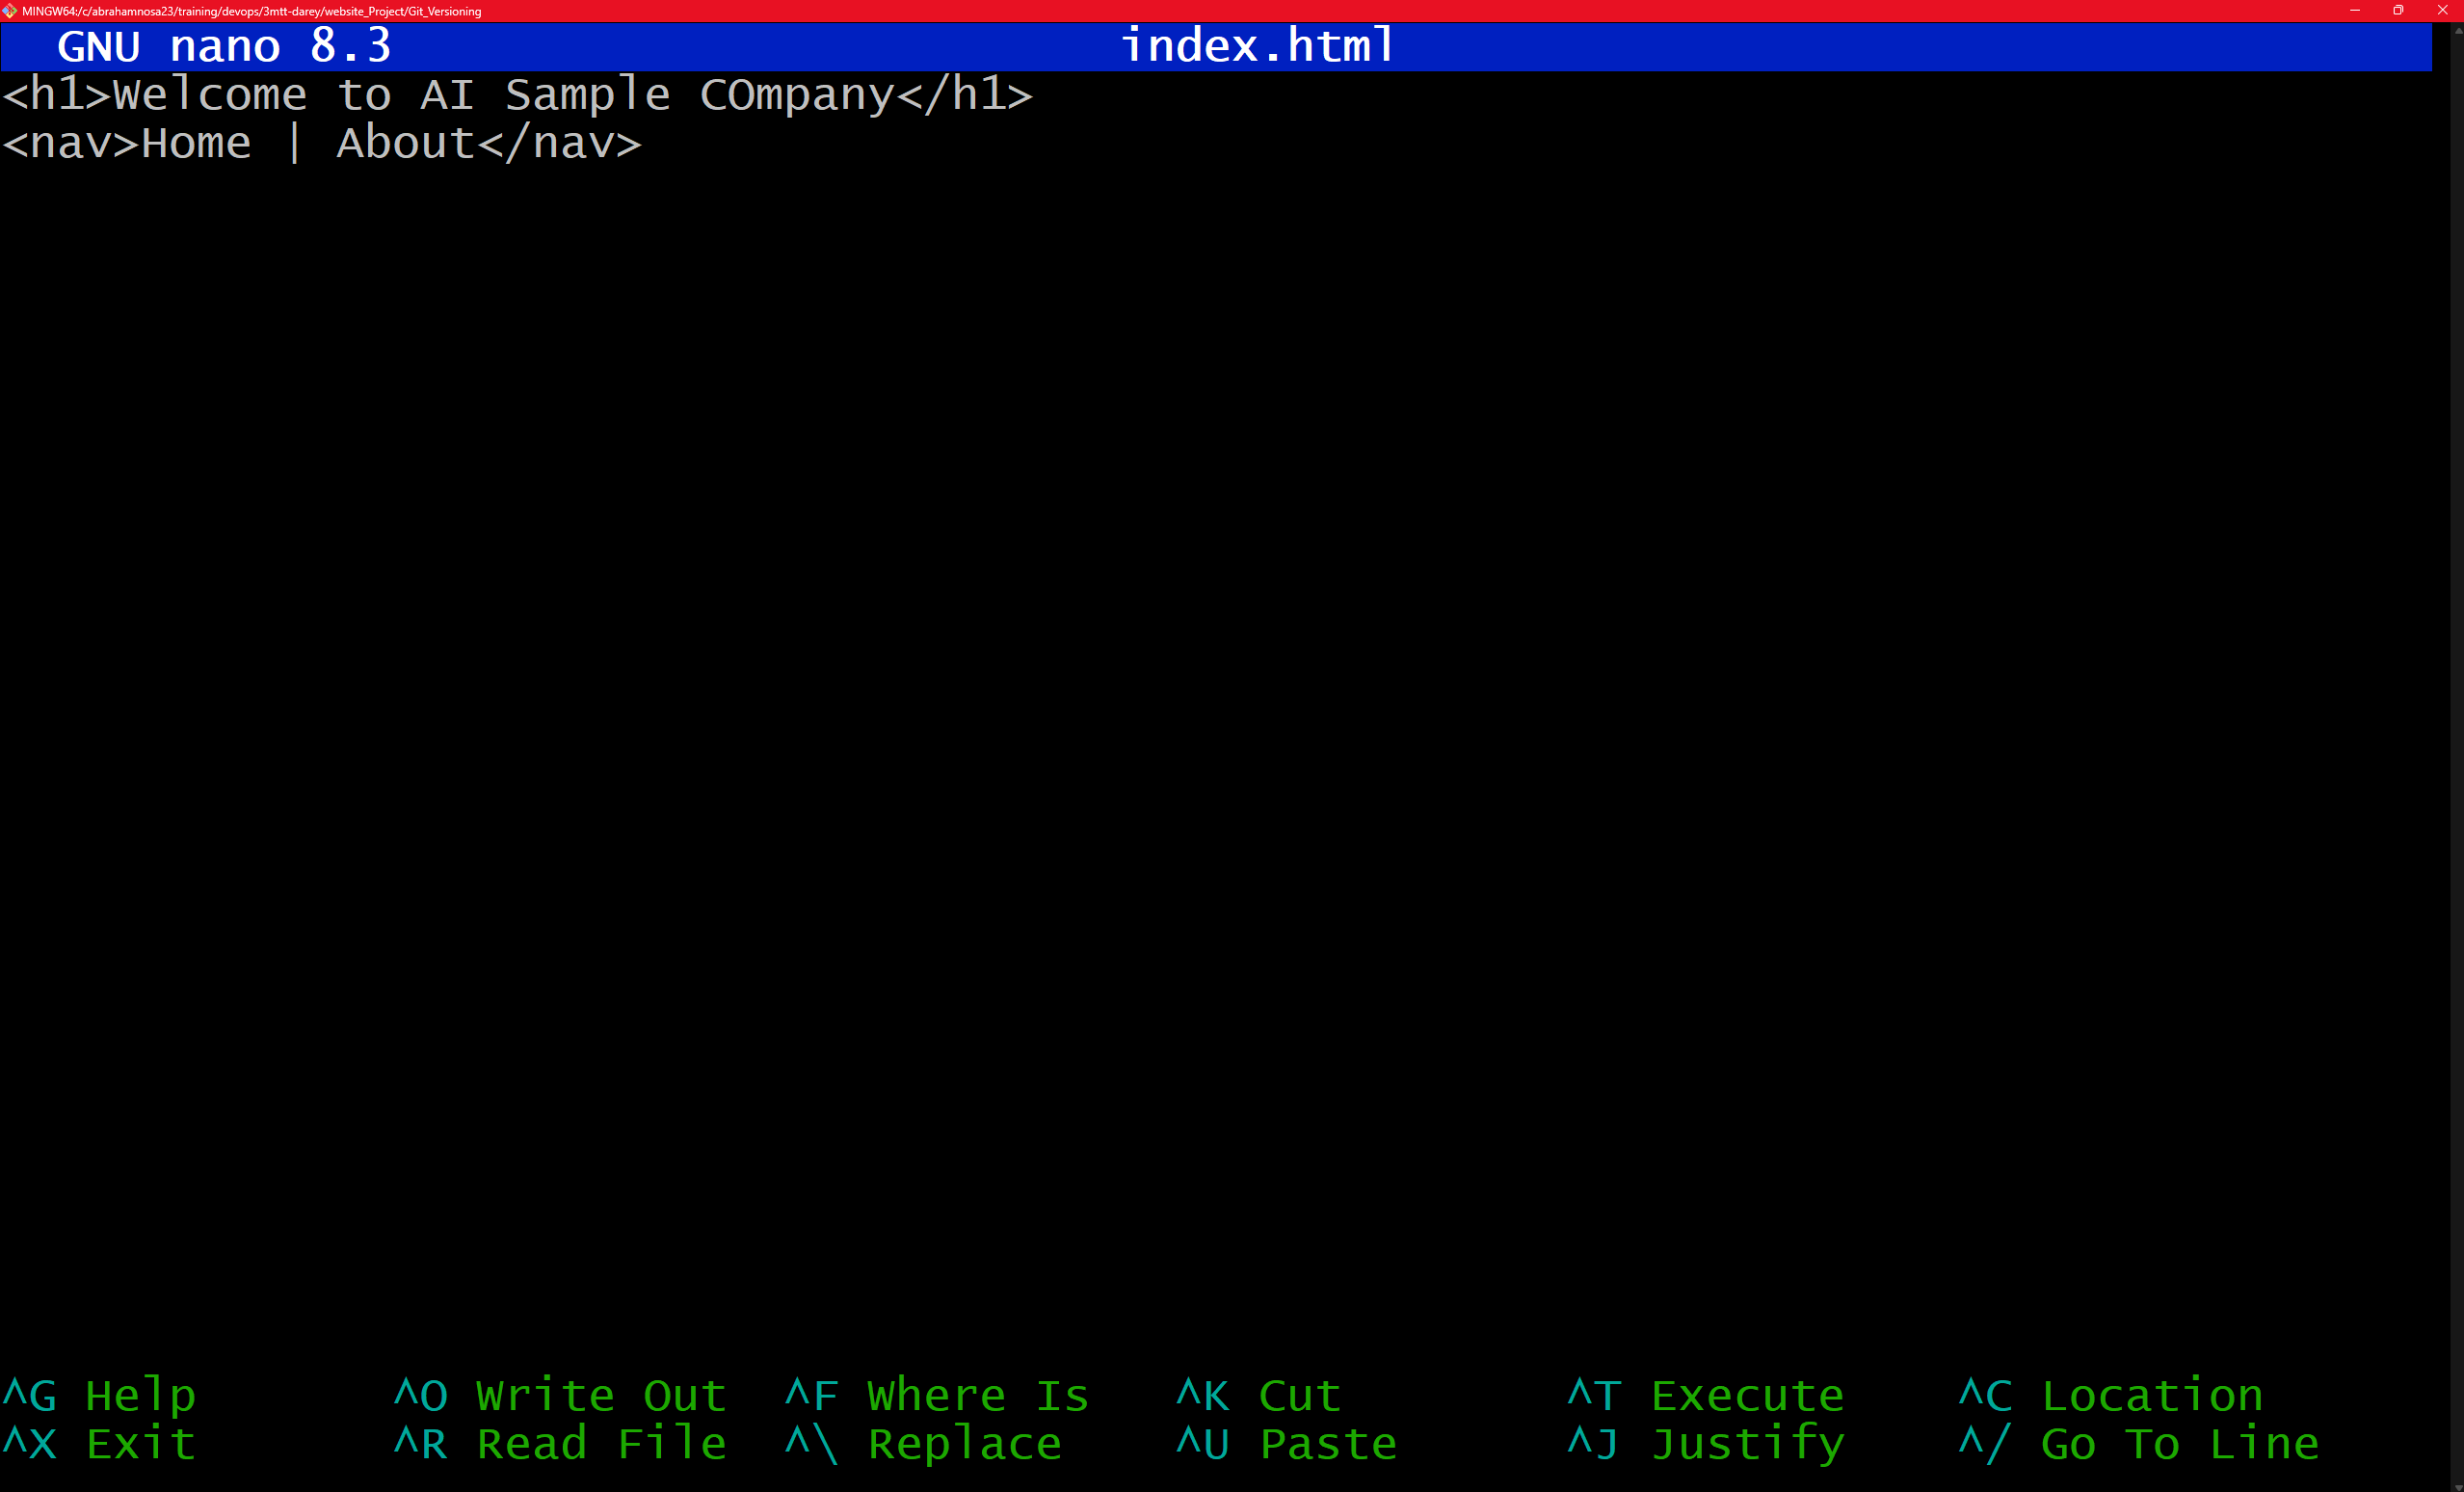 MINGW64:/c/abrahamnosa23/training/devops/3mtt-darey/website_Project/Git_Versioning
GNU nano 8.3 index.html
<h1>Welcome to AI Sample COmpany</h1>
<nav>Home | About</nav>
^G Help ^O Write Out ^F Where Is ^K Cut ^T Execute ^C Location
^X Exit ^R Read File ^\ Replace ^U Paste ^J Justify ^/ Go To Line